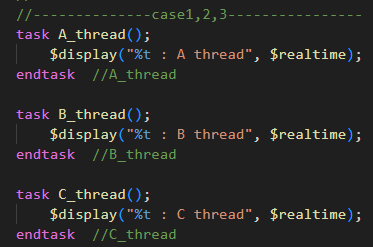 //--------------case1,2,3----------------
task A_thread();
    $display("%t : A thread", $realtime);
endtask  //A_thread
task B_thread();
    $display("%t : B thread", $realtime);
endtask  //B_thread
task C_thread();
    $display("%t : C thread", $realtime);
endtask  //C_thread